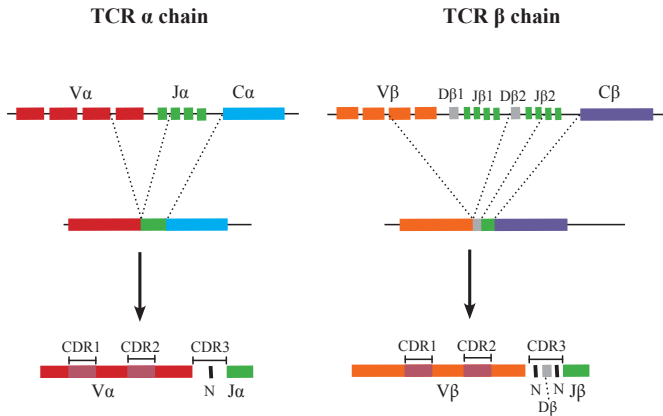 TCR α chain
Vα
Jα
Cα
CDR1
CDR2
CDR3
Vα
N
Jα
TCR β chain
Vβ
Dβ1
Jβ1
Dβ2
Jβ2
Cβ
CDR1
CDR2
CDR3
Vβ
N
N
Jβ
Dβ